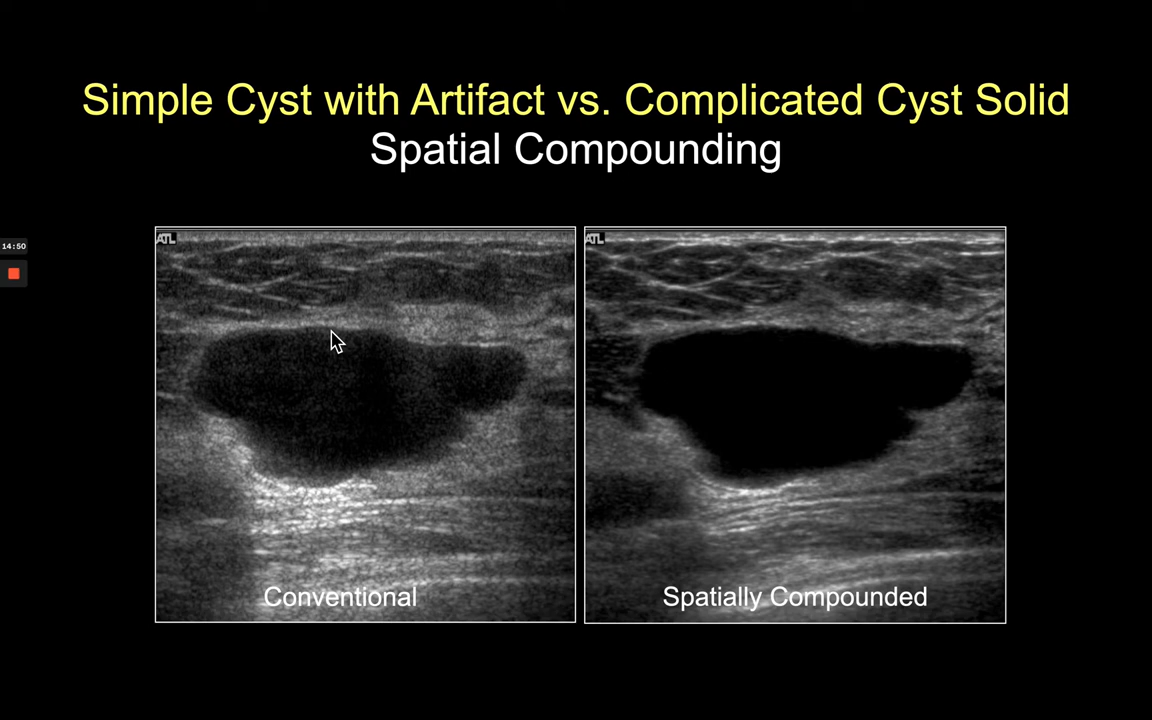 Simple Cyst with Artifact vs. Complicated Cyst Solid
Spatial Compounding
14:50
ATL
ATL
Conventional
Spatially Compounded